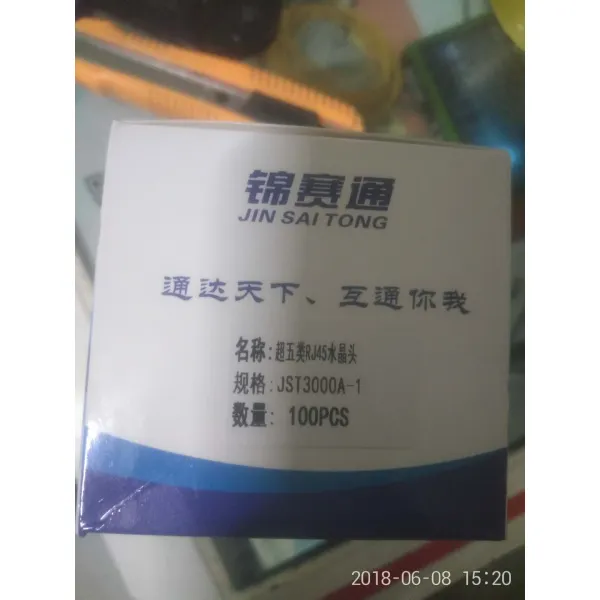 锦赛通
JIN SAI TONG
通达天下、互通你我
名称:超五类RJ45水晶头
规格:JST3000A-1
数量: 100PCS
2018-06-08 15:20